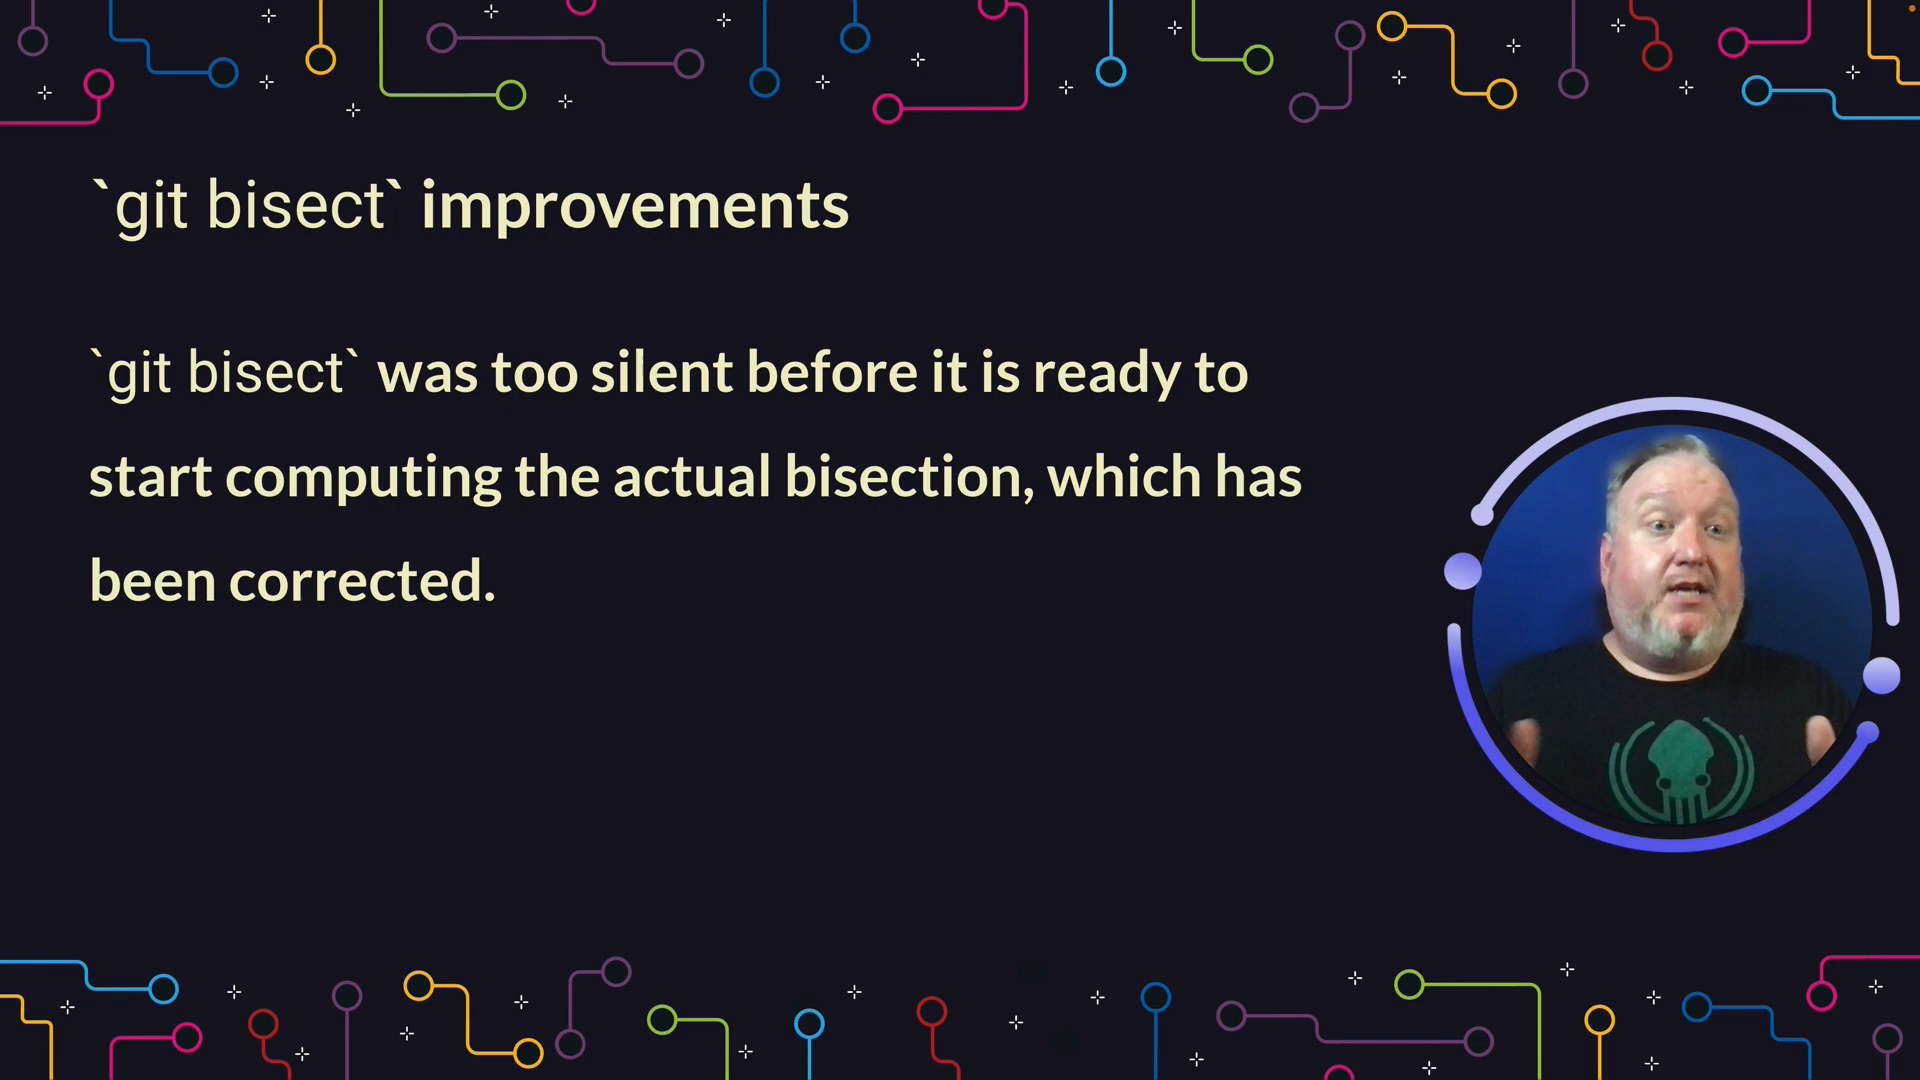 `git bisect` improvements
`git bisect` was too silent before it is ready to
start computing the actual bisection, which has
been corrected.